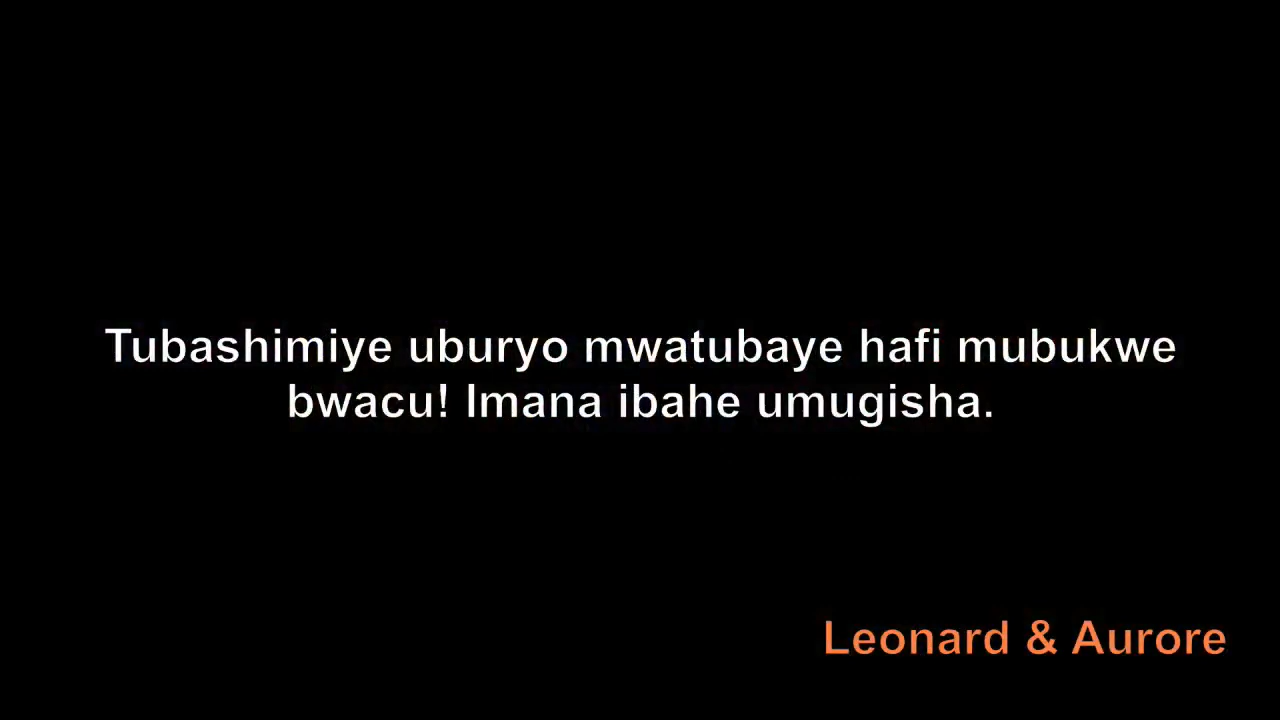 Tubashimiye uburyo mwatubaye hafi mubukwe
bwacu! Imana ibahe umugisha.
Leonard & Aurore